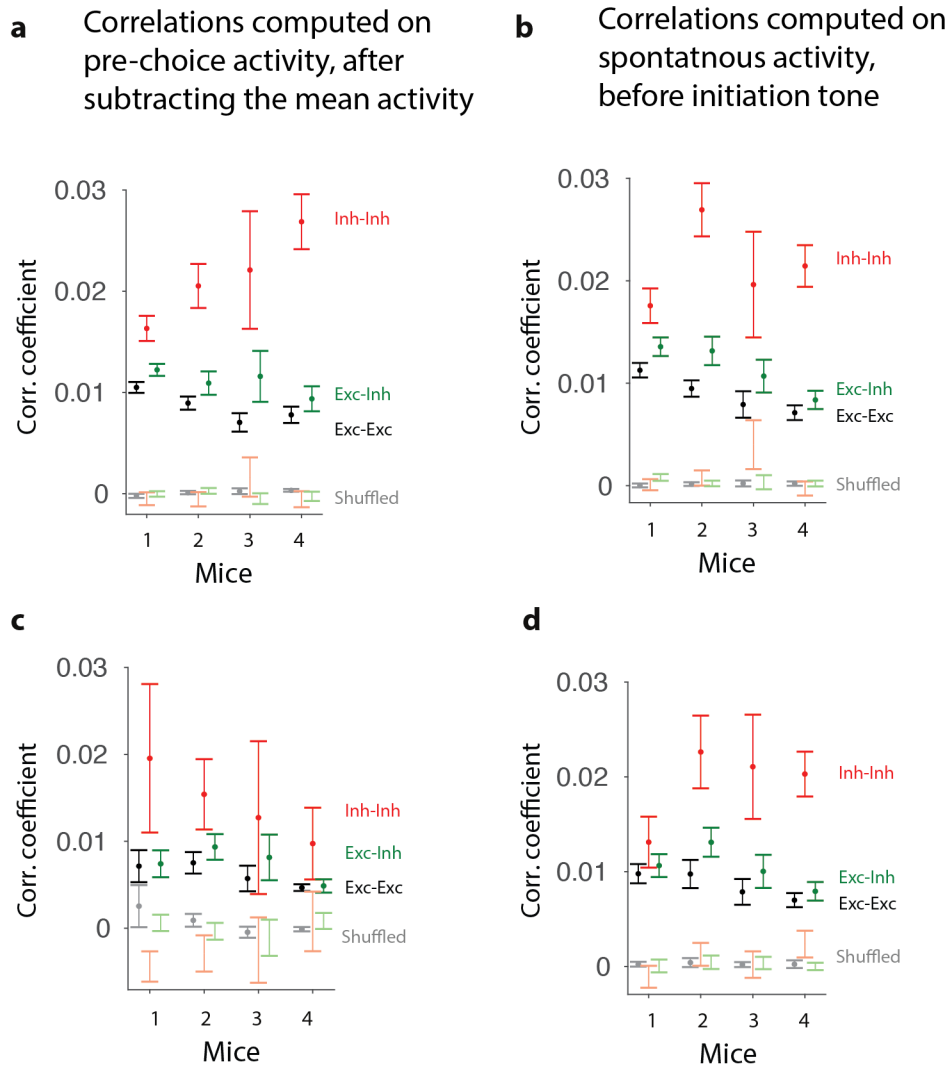 a
Correlations computed on
pre-choice activity, after
subtracting the mean activity
0.03
0.02
0.01
0
Corr. coefficient
Inh-Inh
Exc-Inh
Exc-Exc
Shuffled
1 2 3 4
Mice
b
Correlations computed on
spontatnous activity,
before initiation tone
0.03
0.02
0.01
0
Corr. coefficient
Inh-Inh
Exc-Inh
Exc-Exc
Shuffled
1 2 3 4
Mice
c
0.03
0.02
0.01
0
Corr. coefficient
Inh-Inh
Exc-Inh
Exc-Exc
Shuffled
1 2 3 4
Mice
d
0.03
0.02
0.01
0
Corr. coefficient
Inh-Inh
Exc-Inh
Exc-Exc
Shuffled
1 2 3 4
Mice